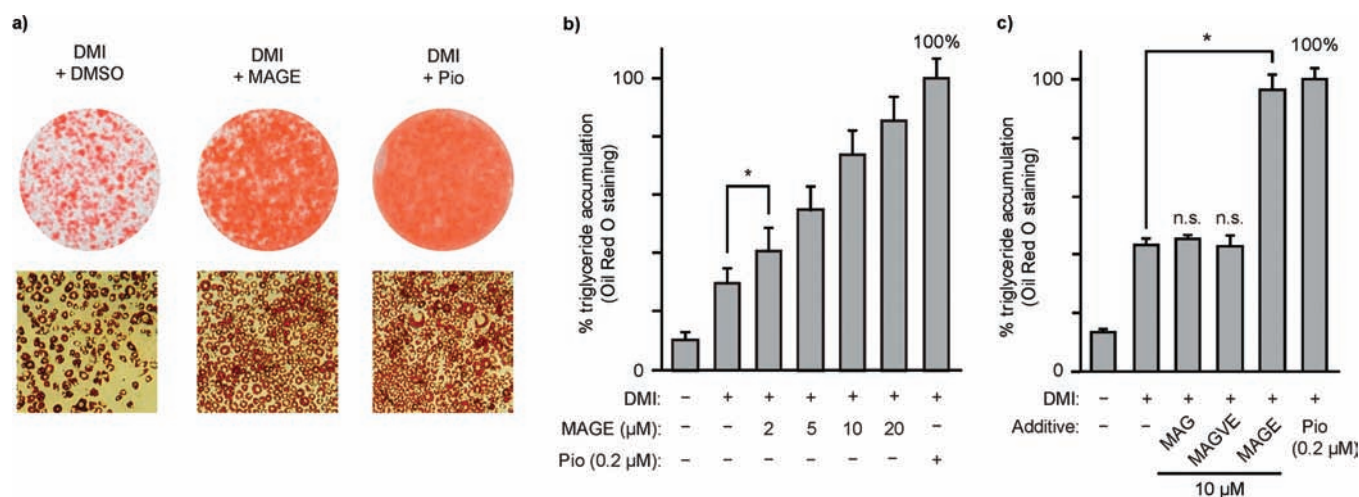 a)
DMI
+ DMSO
DMI
+ MAGE
DMI
+ Pio
b)
% triglyceride accumulation
(Oil Red O staining)
100
0
*
100%
DMI: – + + + + + +
MAGE (μM): – – 2 5 10 20 –
Pio (0.2 μM): – – – – – – +
c)
% triglyceride accumulation
(Oil Red O staining)
100
0
*
n.s.
n.s.
100%
DMI: – + + + + +
Additive: – – MAG MAGVE MAGE Pio
(0.2 μM)
10 μM